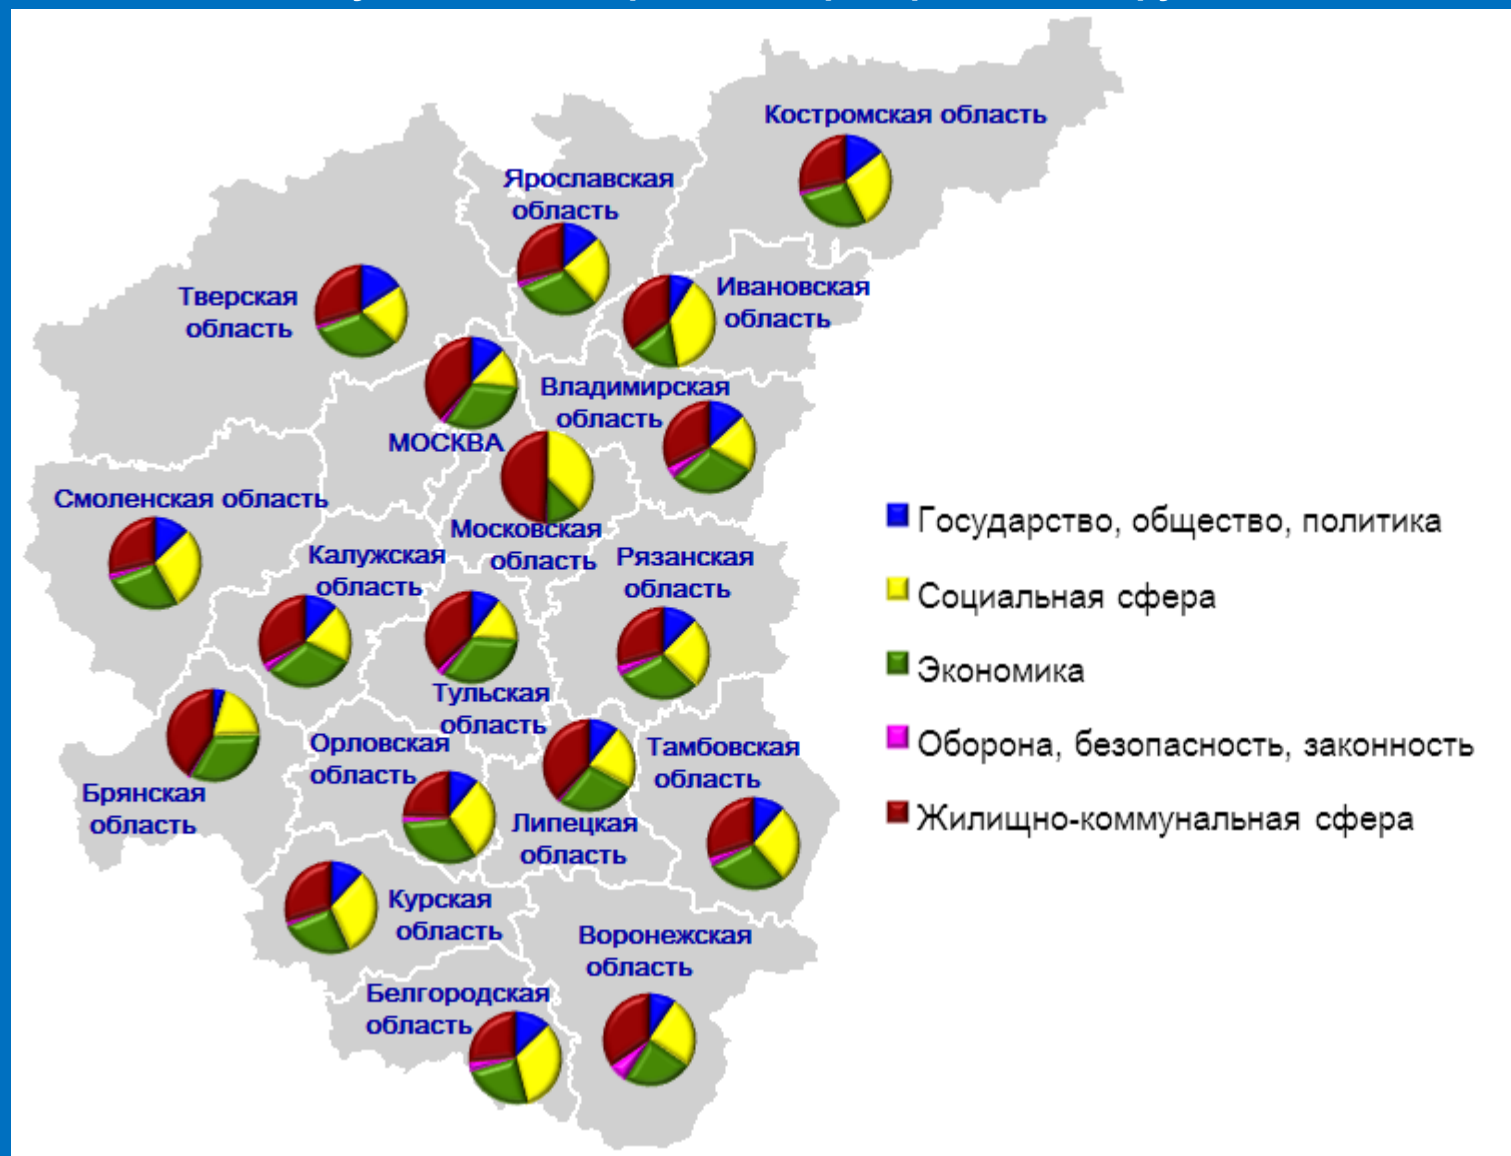 Костромская область
Ярославская
область
Ивановская
область
Тверская
область
Владимирская
область
МОСКВА
Смоленская область
Московская
область
Калужская
область
Рязанская
область
Тульская
область
Орловская
область
Тамбовская
область
Брянская
область
Липецкая
область
Курская
область
Воронежская
область
Белгородская
область
Государство, общество, политика
Социальная сфера
Экономика
Оборона, безопасность, законность
Жилищно-коммунальная сфера